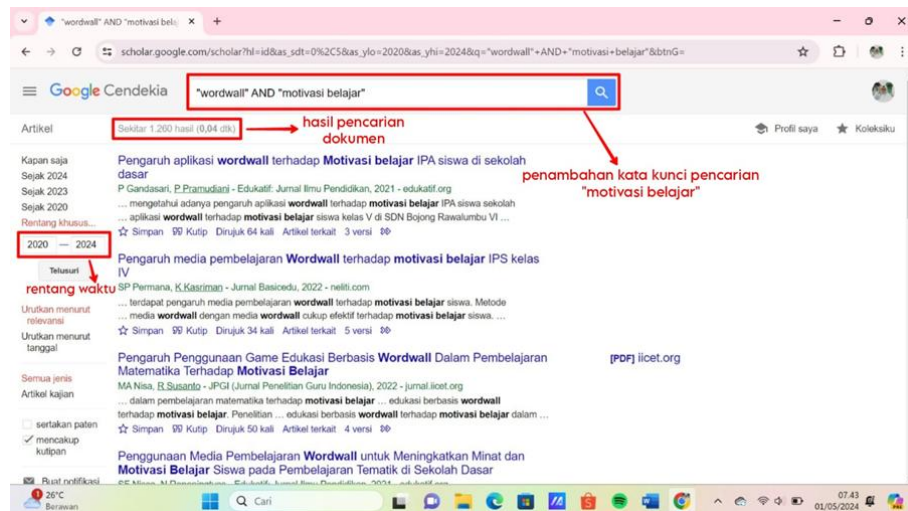 "wordwall" AND "motivasi bela
scholar.google.com/scholar?hl=id&as_sdt=0%2C5&as_ylo=2020&as_yhi=2024&q="wordwall"+AND+"motivasi+belajar"&btnG=
Google Cendekia
"wordwall" AND "motivasi belajar"
Artikel
Sekitar 1.260 hasil (0,04 dtk)
hasil pencarian
dokumen
Profil saya
Koleksiku
penambahan kata kunci pencarian
"motivasi belajar"
Kapan saja
Sejak 2024
Sejak 2023
Sejak 2020
Rentang khusus...
2020 — 2024
Telusuri
rentang waktu
Urutkan menurut
relevansi
Urutkan menurut
tanggal
Semua jenis
Artikel kajian
sertakan paten
mencakup
kutipan
Buat notifikasi
Pengaruh aplikasi wordwall terhadap Motivasi belajar IPA siswa di sekolah
dasar
P Gandasari, P Pramudiani - Edukatif: Jurnal Ilmu Pendidikan, 2021 - edukatif.org
... mengetahui adanya pengaruh aplikasi wordwall terhadap motivasi belajar IPA siswa sekolah
... aplikasi wordwall terhadap motivasi belajar siswa kelas V di SDN Bojong Rawalumbu VI ...
Simpan Kutip Dirujuk 64 kali Artikel terkait 3 versi
Pengaruh media pembelajaran Wordwall terhadap motivasi belajar IPS kelas
IV
SP Permana, K Kasriman - Jurnal Basicedu, 2022 - neliti.com
... terdapat pengaruh media pembelajaran wordwall terhadap motivasi belajar siswa. Metode
... media wordwall dengan media wordwall cukup efektif terhadap motivasi belajar siswa. ...
Simpan Kutip Dirujuk 34 kali Artikel terkait 5 versi
Pengaruh Penggunaan Game Edukasi Berbasis Wordwall Dalam Pembelajaran
Matematika Terhadap Motivasi Belajar
MA Nisa, R Susanto - JPGI (Jurnal Penelitian Guru Indonesia), 2022 - jurnal.iicet.org
... dalam pembelajaran matematika terhadap motivasi belajar ... edukasi berbasis wordwall
terhadap motivasi belajar. Penelitian ... edukasi berbasis wordwall terhadap motivasi belajar dalam ...
Simpan Kutip Dirujuk 50 kali Artikel terkait 4 versi
[PDF] iicet.org
Penggunaan Media Pembelajaran Wordwall untuk Meningkatkan Minat dan
Motivasi Belajar Siswa pada Pembelajaran Tematik di Sekolah Dasar
26°C
Berawan
Cari
07.43
01/05/2024